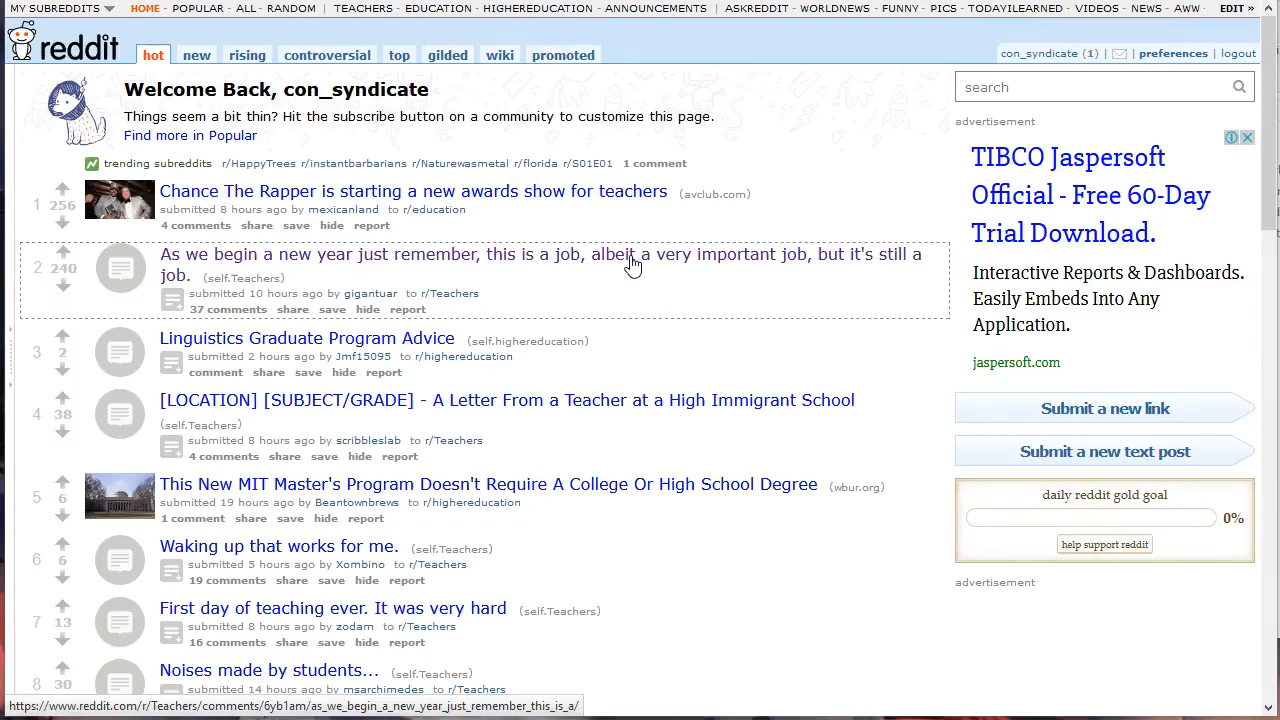 MY SUBREDDITS HOME - POPULAR - ALL - RANDOM | TEACHERS - EDUCATION - HIGHEREDUCATION - ANNOUNCEMENTS | ASKREDDIT - WORLDNEWS - FUNNY - PICS - TODAYILEARNED - VIDEOS - NEWS - AWW EDIT »
reddit hot new rising controversial top gilded wiki promoted
con_syndicate (1) | preferences | logout
Welcome Back, con_syndicate
Things seem a bit thin? Hit the subscribe button on a community to customize this page.
Find more in Popular
trending subreddits r/HappyTrees r/instantbarbarians r/Naturewasmetal r/florida r/S01E01 1 comment
1 256 Chance The Rapper is starting a new awards show for teachers (avclub.com)
submitted 8 hours ago by mexicanland to r/education
4 comments share save hide report
2 240 As we begin a new year just remember, this is a job, albeit a very important job, but it's still a
job. (self.Teachers)
submitted 10 hours ago by gigantuar to r/Teachers
37 comments share save hide report
3 2 Linguistics Graduate Program Advice (self.highereducation)
submitted 2 hours ago by Jmf15095 to r/highereducation
comment share save hide report
4 38 [LOCATION] [SUBJECT/GRADE] - A Letter From a Teacher at a High Immigrant School
(self.Teachers)
submitted 8 hours ago by scribbleslab to r/Teachers
4 comments share save hide report
5 6 This New MIT Master's Program Doesn't Require A College Or High School Degree (wbur.org)
submitted 19 hours ago by Beantownbrews to r/highereducation
1 comment share save hide report
6 6 Waking up that works for me. (self.Teachers)
submitted 5 hours ago by Xombino to r/Teachers
19 comments share save hide report
7 13 First day of teaching ever. It was very hard (self.Teachers)
submitted 8 hours ago by zodam to r/Teachers
16 comments share save hide report
8 30 Noises made by students... (self.Teachers)
submitted 14 hours ago by msarchimedes to r/Teachers
https://www.reddit.com/r/Teachers/comments/6yb1am/as_we_begin_a_new_year_just_remember_this_is_a/
search
advertisement
TIBCO Jaspersoft
Official - Free 60-Day
Trial Download.
Interactive Reports & Dashboards.
Easily Embeds Into Any
Application.
jaspersoft.com
Submit a new link
Submit a new text post
daily reddit gold goal
0%
help support reddit
advertisement